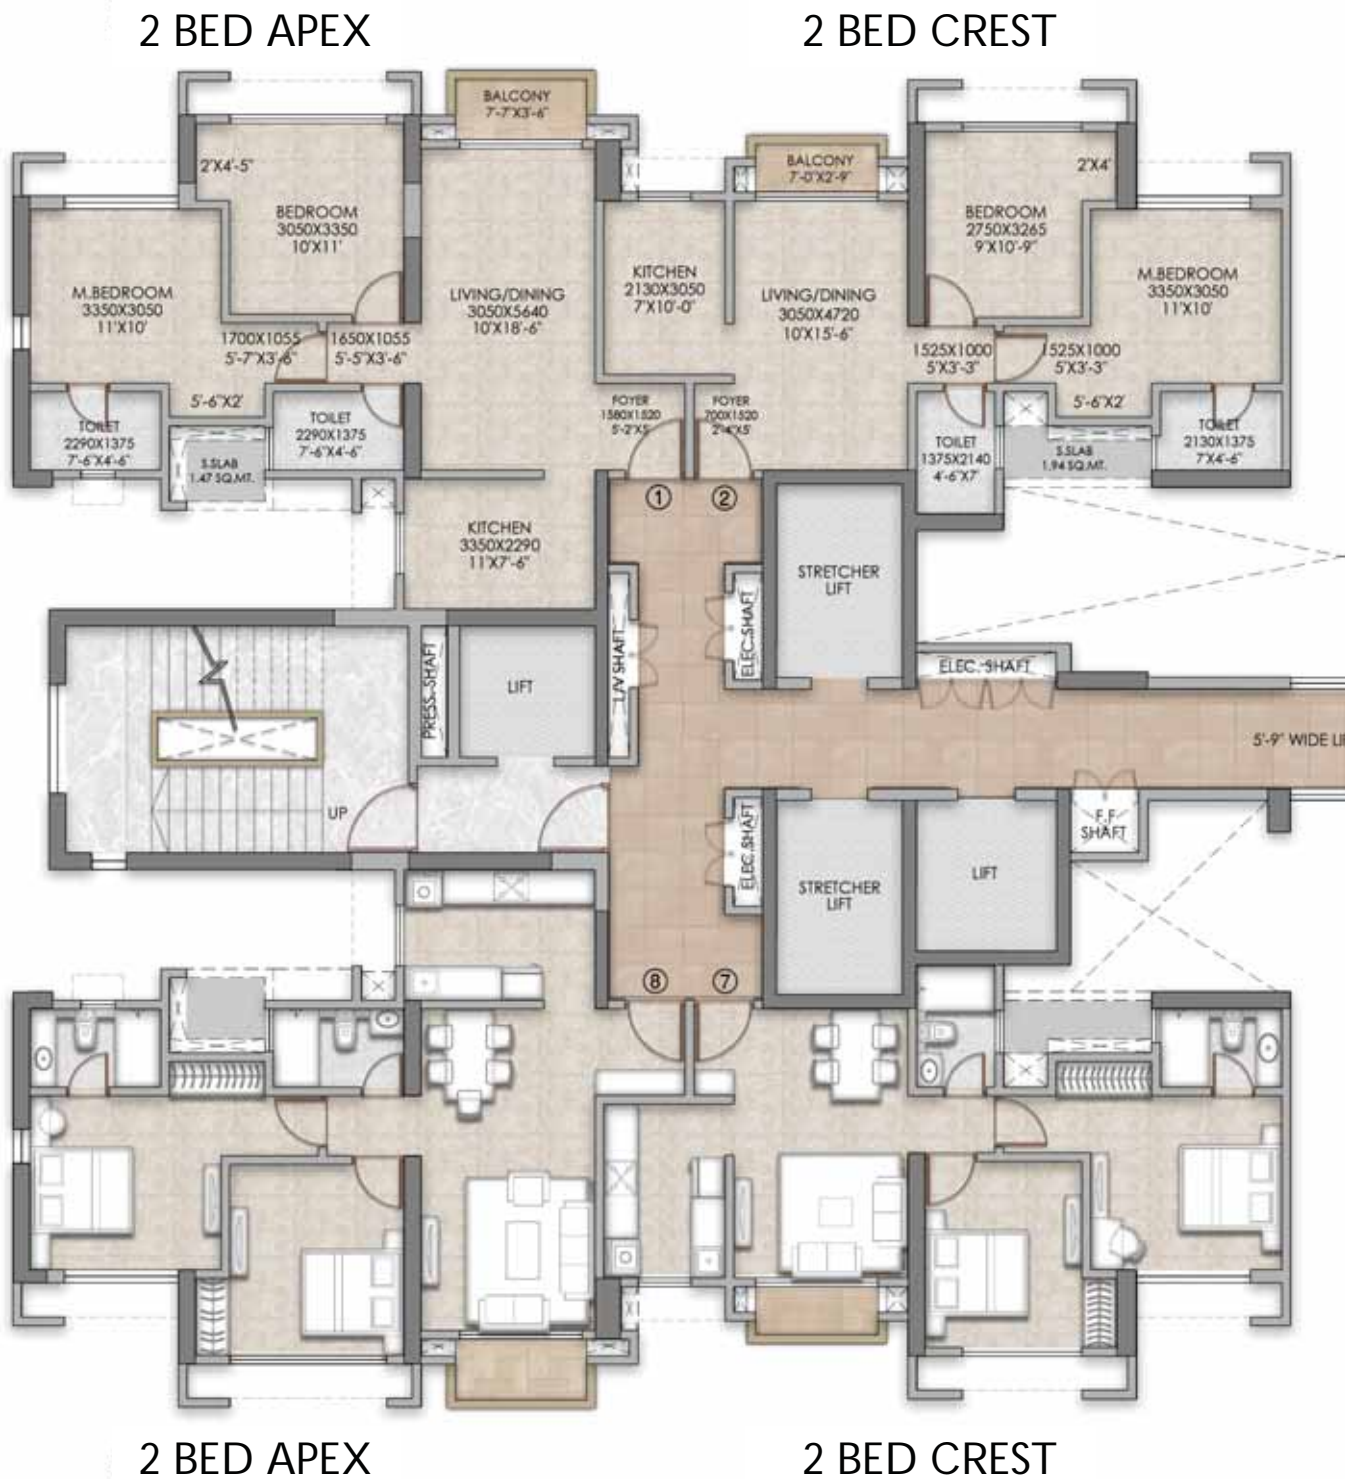 2 BED APEX
2 BED CREST
BALCONY
7'-7"X3'-6"
BALCONY
7'-0"X2'-9"
2'X4'-5"
BEDROOM
3050X3350
10'X11'
M.BEDROOM
3350X3050
11'X10'
LIVING/DINING
3050X5640
10'X18'-6"
KITCHEN
2130X3050
7'X10'-0"
LIVING/DINING
3050X4720
10'X15'-6"
2'X4'
BEDROOM
2750X3265
9'X10'-9"
M.BEDROOM
3350X3050
11'X10'
1700X1055
5'-7"X3'-6"
1650X1055
5'-5"X3'-6"
1525X1000
5'X3'-3"
1525X1000
5'X3'-3"
5'-6"X2'
5'-6"X2'
TOILET
2290X1375
7'-6"X4'-6"
S.SLAB
1.47 SQ.MT.
TOILET
2290X1375
7'-6"X4'-6"
FOYER
1580X1520
5'-2"X5'
FOYER
700X1520
2'-4"X5'
TOILET
1375X2140
4'-6"X7'
S.SLAB
1.94 SQ.MT.
TOILET
2130X1375
7'X4'-6"
KITCHEN
3350X2290
11'X7'-6"
1
2
STRETCHER
LIFT
PRESS. SHAFT
LIFT
L/V SHAFT
ELEC.SHAFT
ELEC. SHAFT
5'-9" WIDE
UP
ELEC.SHAFT
STRETCHER
LIFT
LIFT
F.F.
SHAFT
8
7
2 BED APEX
2 BED CREST